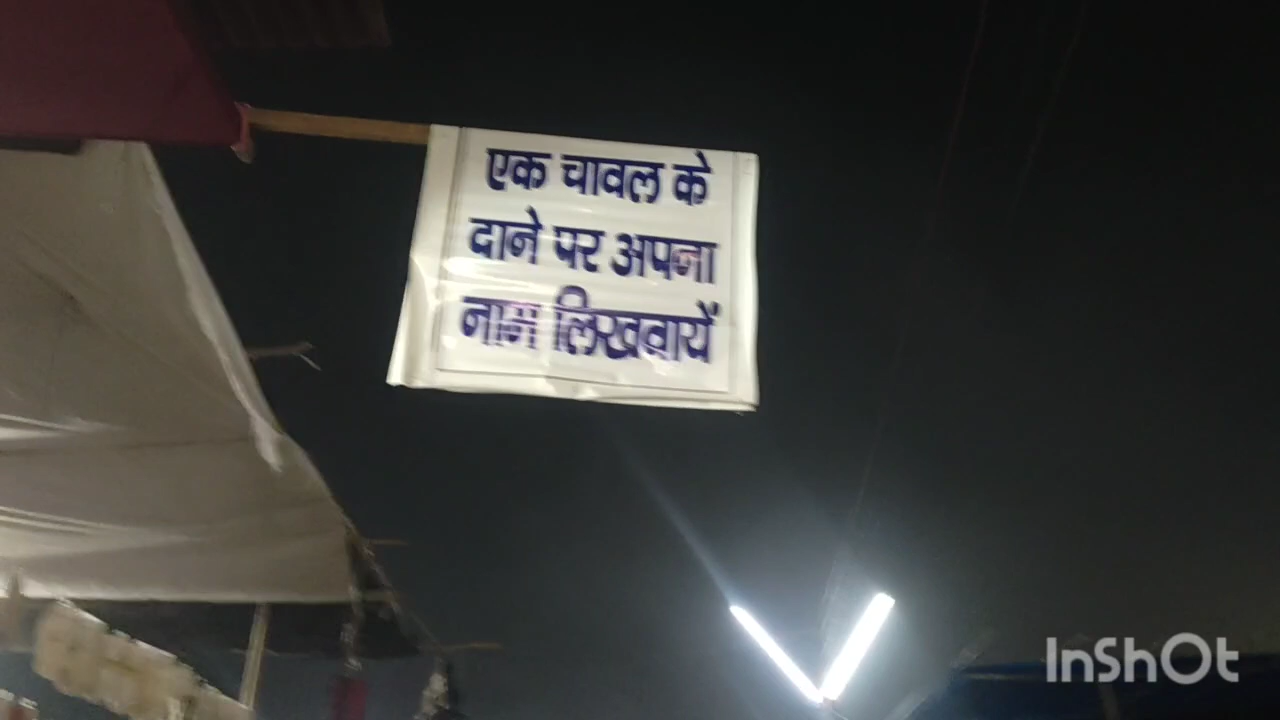 एक चावल के
दाने पर अपना
नाम लिखवायें
InShOt